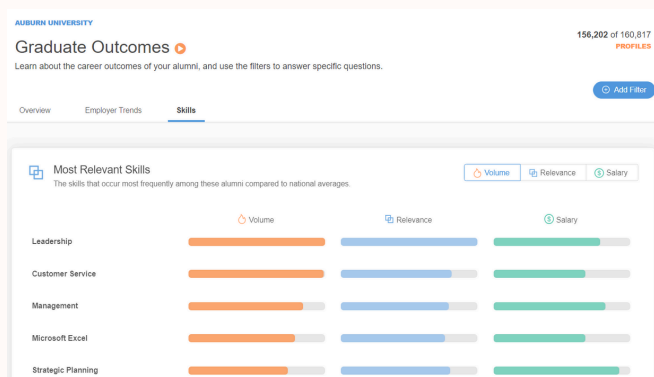 AUBURN UNIVERSITY
156,202 of 160,817
PROFILES
Graduate Outcomes
Learn about the career outcomes of your alumni, and use the filters to answer specific questions.
Add Filter
Overview Employer Trends Skills
Most Relevant Skills
The skills that occur most frequently among these alumni compared to national averages.
Volume Relevance Salary
Volume Relevance Salary
Leadership
Customer Service
Management
Microsoft Excel
Strategic Planning